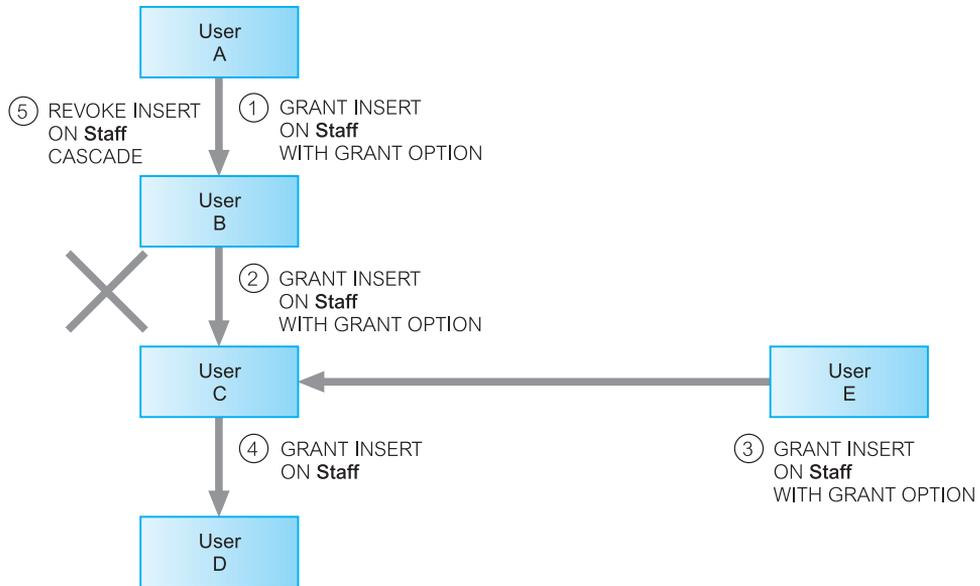 User
A
5 REVOKE INSERT
ON Staff
CASCADE
1 GRANT INSERT
ON Staff
WITH GRANT OPTION
User
B
2 GRANT INSERT
ON Staff
WITH GRANT OPTION
User
C
User
E
4 GRANT INSERT
ON Staff
3 GRANT INSERT
ON Staff
WITH GRANT OPTION
User
D